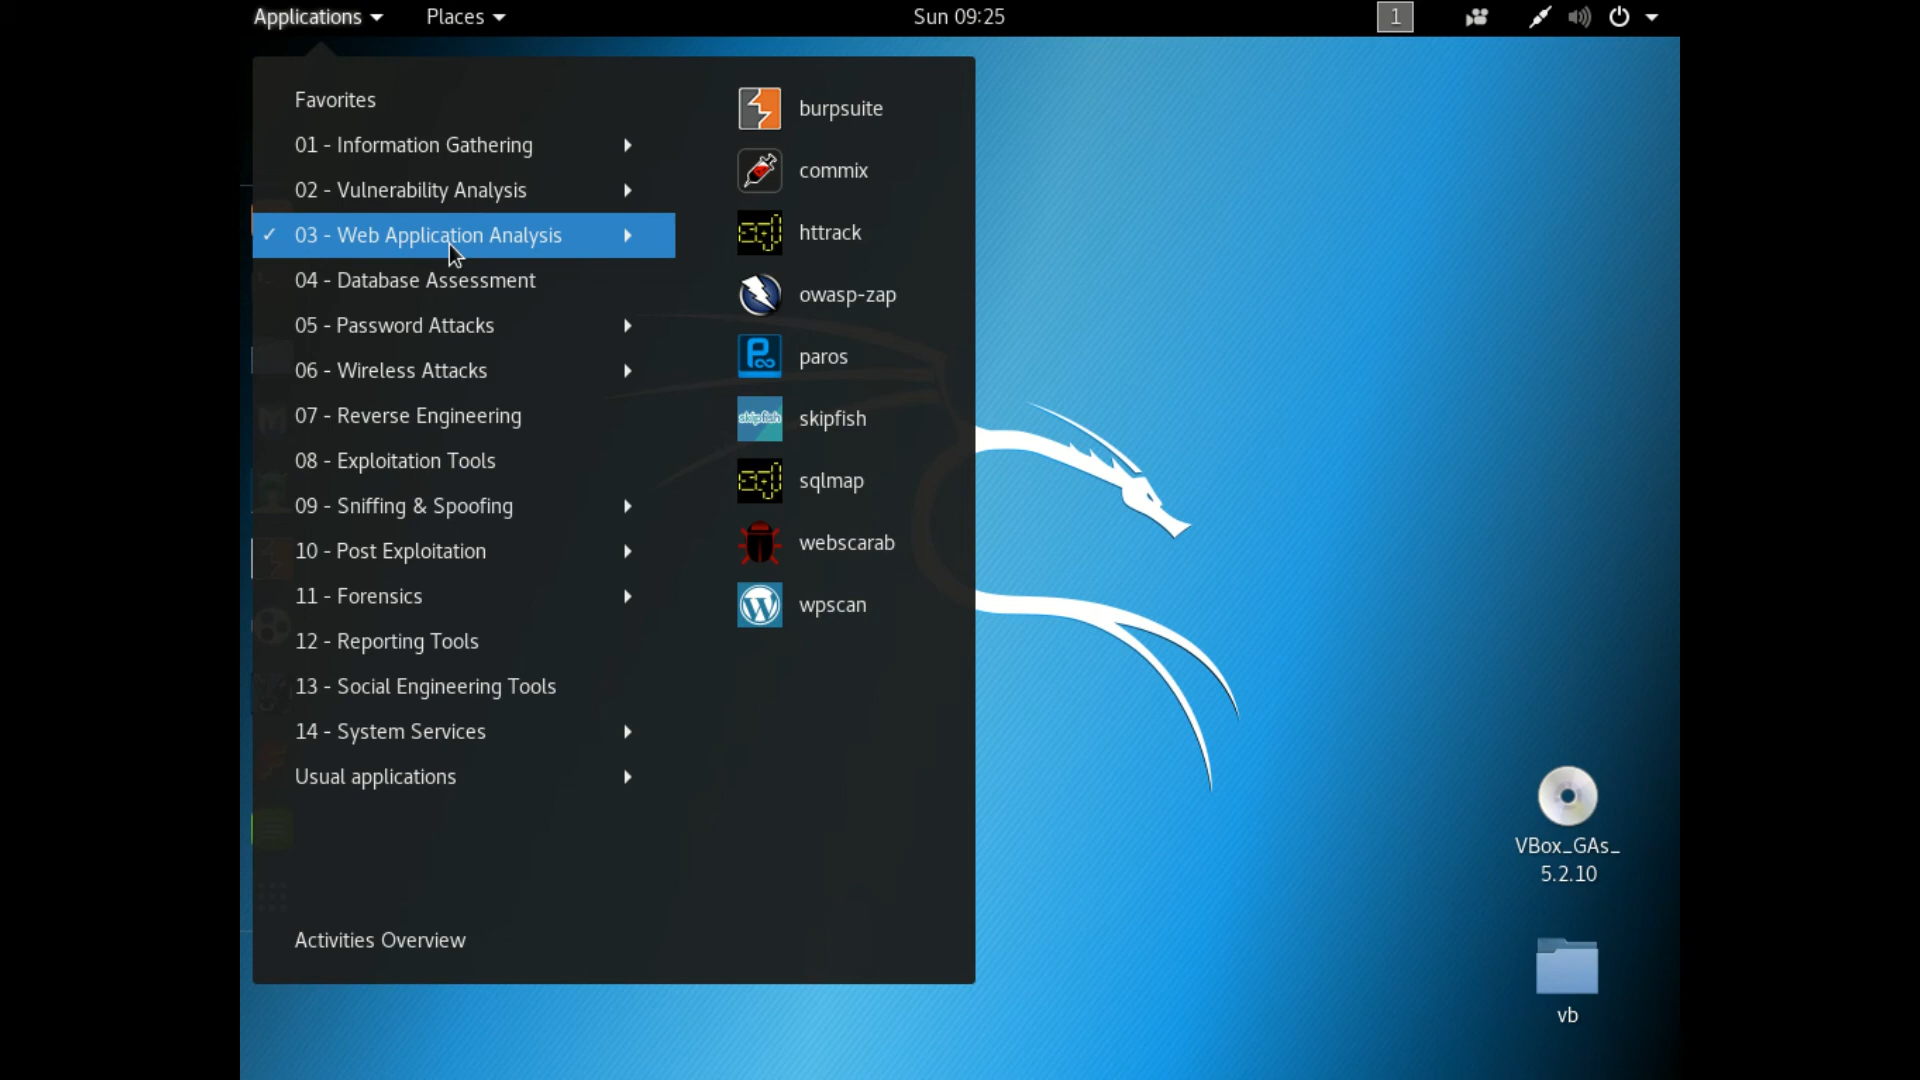 Applications
Places
Sun 09:25
1
Favorites
01 - Information Gathering
02 - Vulnerability Analysis
03 - Web Application Analysis
04 - Database Assessment
05 - Password Attacks
06 - Wireless Attacks
07 - Reverse Engineering
08 - Exploitation Tools
09 - Sniffing & Spoofing
10 - Post Exploitation
11 - Forensics
12 - Reporting Tools
13 - Social Engineering Tools
14 - System Services
Usual applications
Activities Overview
burpsuite
commix
httrack
owasp-zap
paros
skipfish
skipfish
sqlmap
webscarab
wpscan
VBox_GAs_
5.2.10
vb